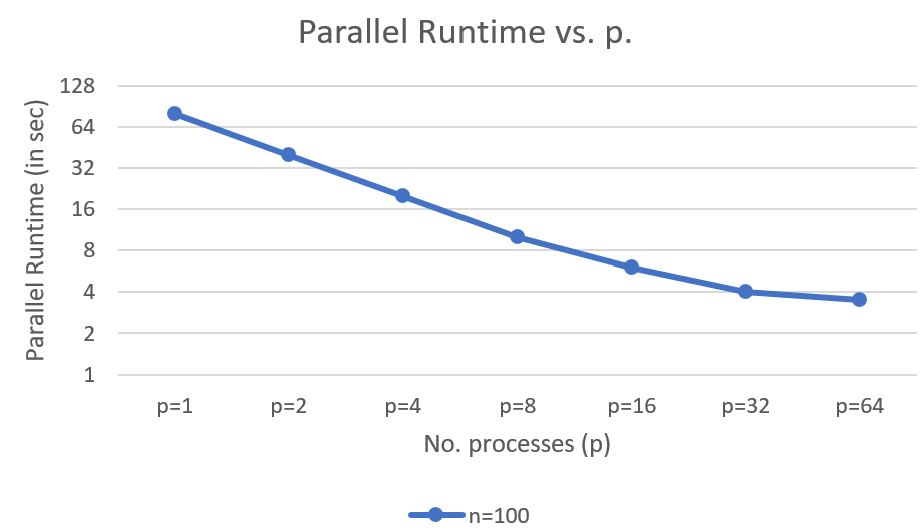 Parallel Runtime vs. p.
Parallel Runtime (in sec)
128
64
32
16
8
4
2
1
p=1 p=2 p=4 p=8 p=16 p=32 p=64
No. processes (p)
n=100